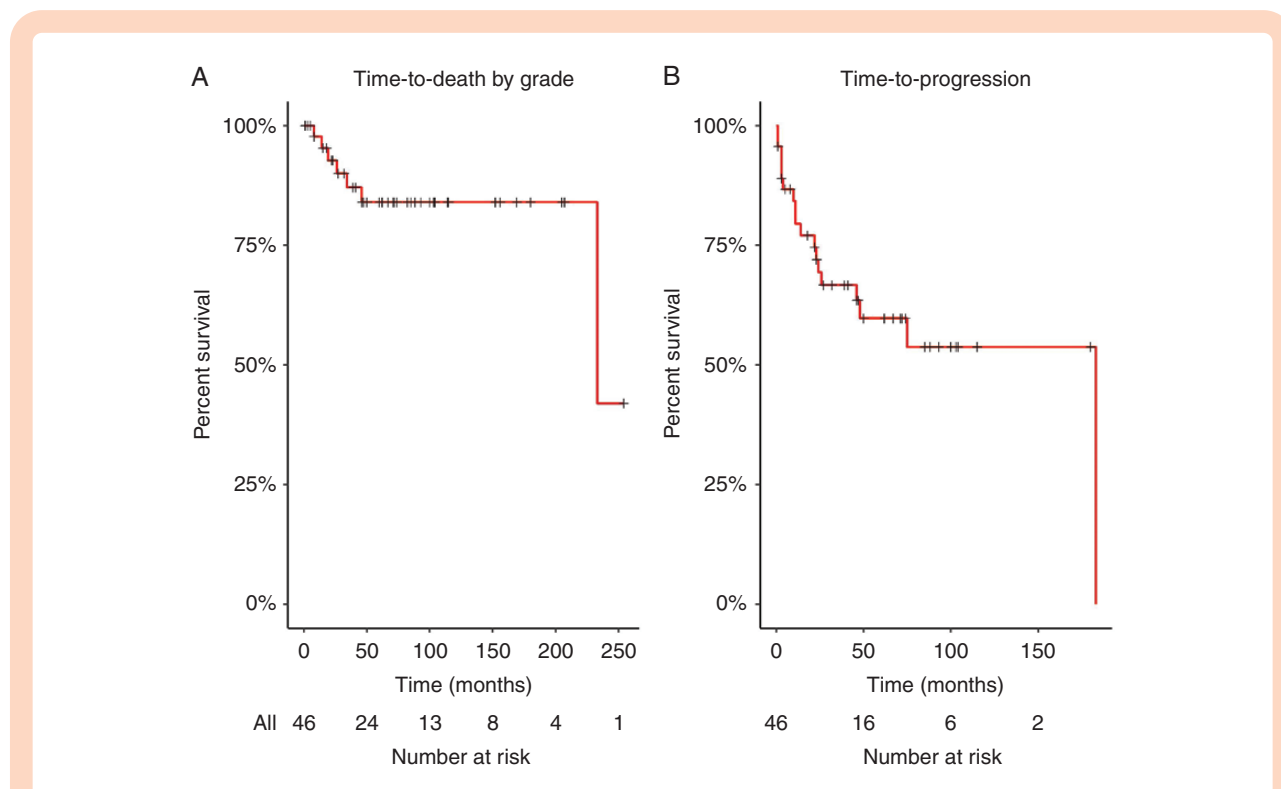 A Time-to-death by grade
100%
75%
50%
25%
0%
Percent survival
0 50 100 150 200 250
Time (months)
All 46 24 13 8 4 1
Number at risk
B Time-to-progression
100%
75%
50%
25%
0%
Percent survival
0 50 100 150
Time (months)
46 16 6 2
Number at risk